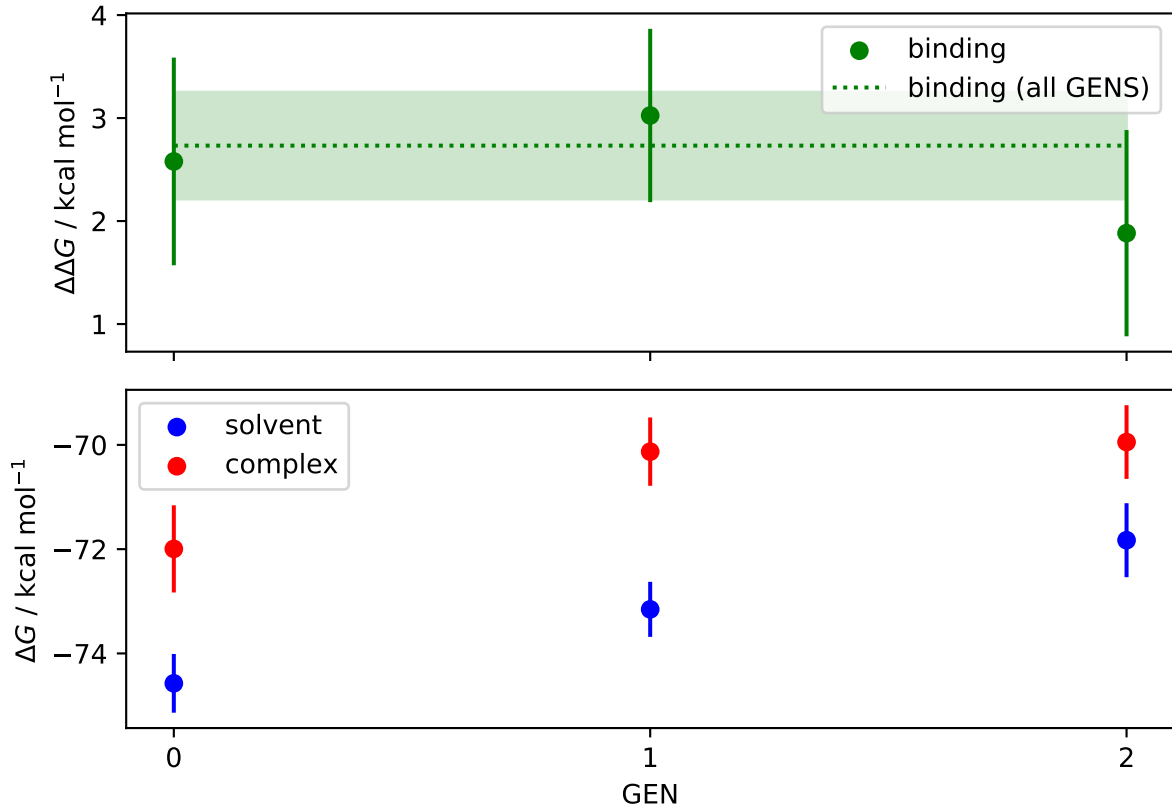 4
3
2
1
ΔΔG / kcal mol⁻¹
binding
binding (all GENS)
−70
−72
−74
ΔG / kcal mol⁻¹
solvent
complex
0 1 2
GEN